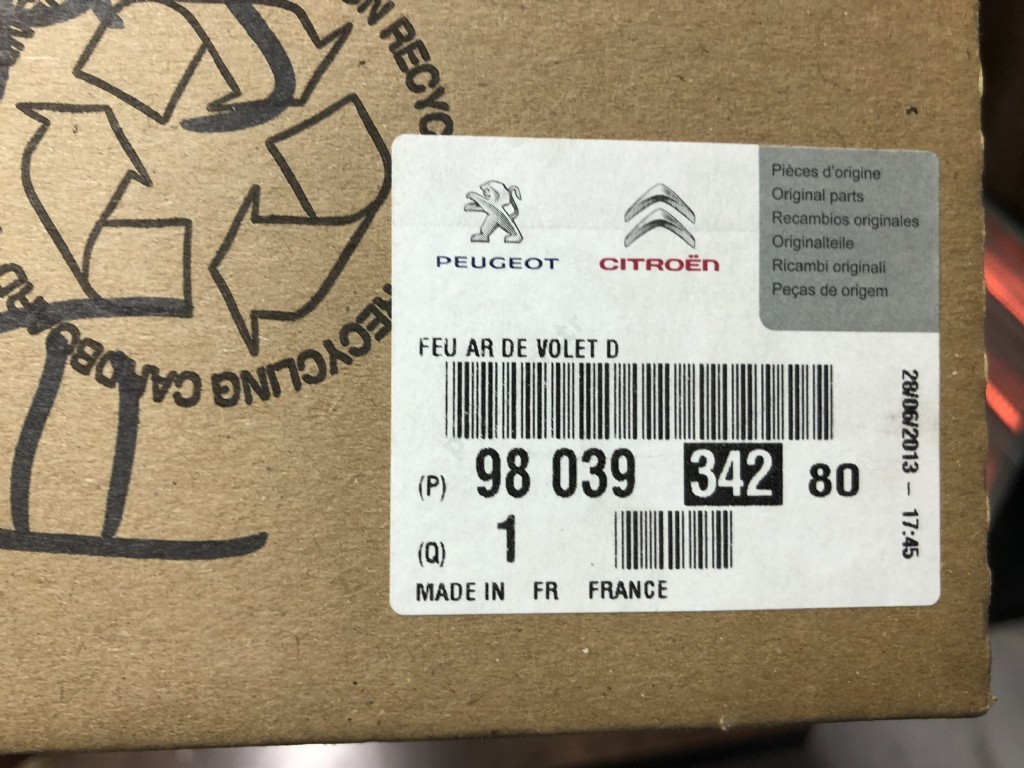 ON RECYC
RECYCLING CARDBOARD
PEUGEOT
CITROËN
Pièces d'origine
Original parts
Recambios originales
Originalteile
Ricambi originali
Peças de origem
FEU AR DE VOLET D
(P) 98 039 342 80
(Q) 1
MADE IN FR FRANCE
28/06/2013 - 17:45